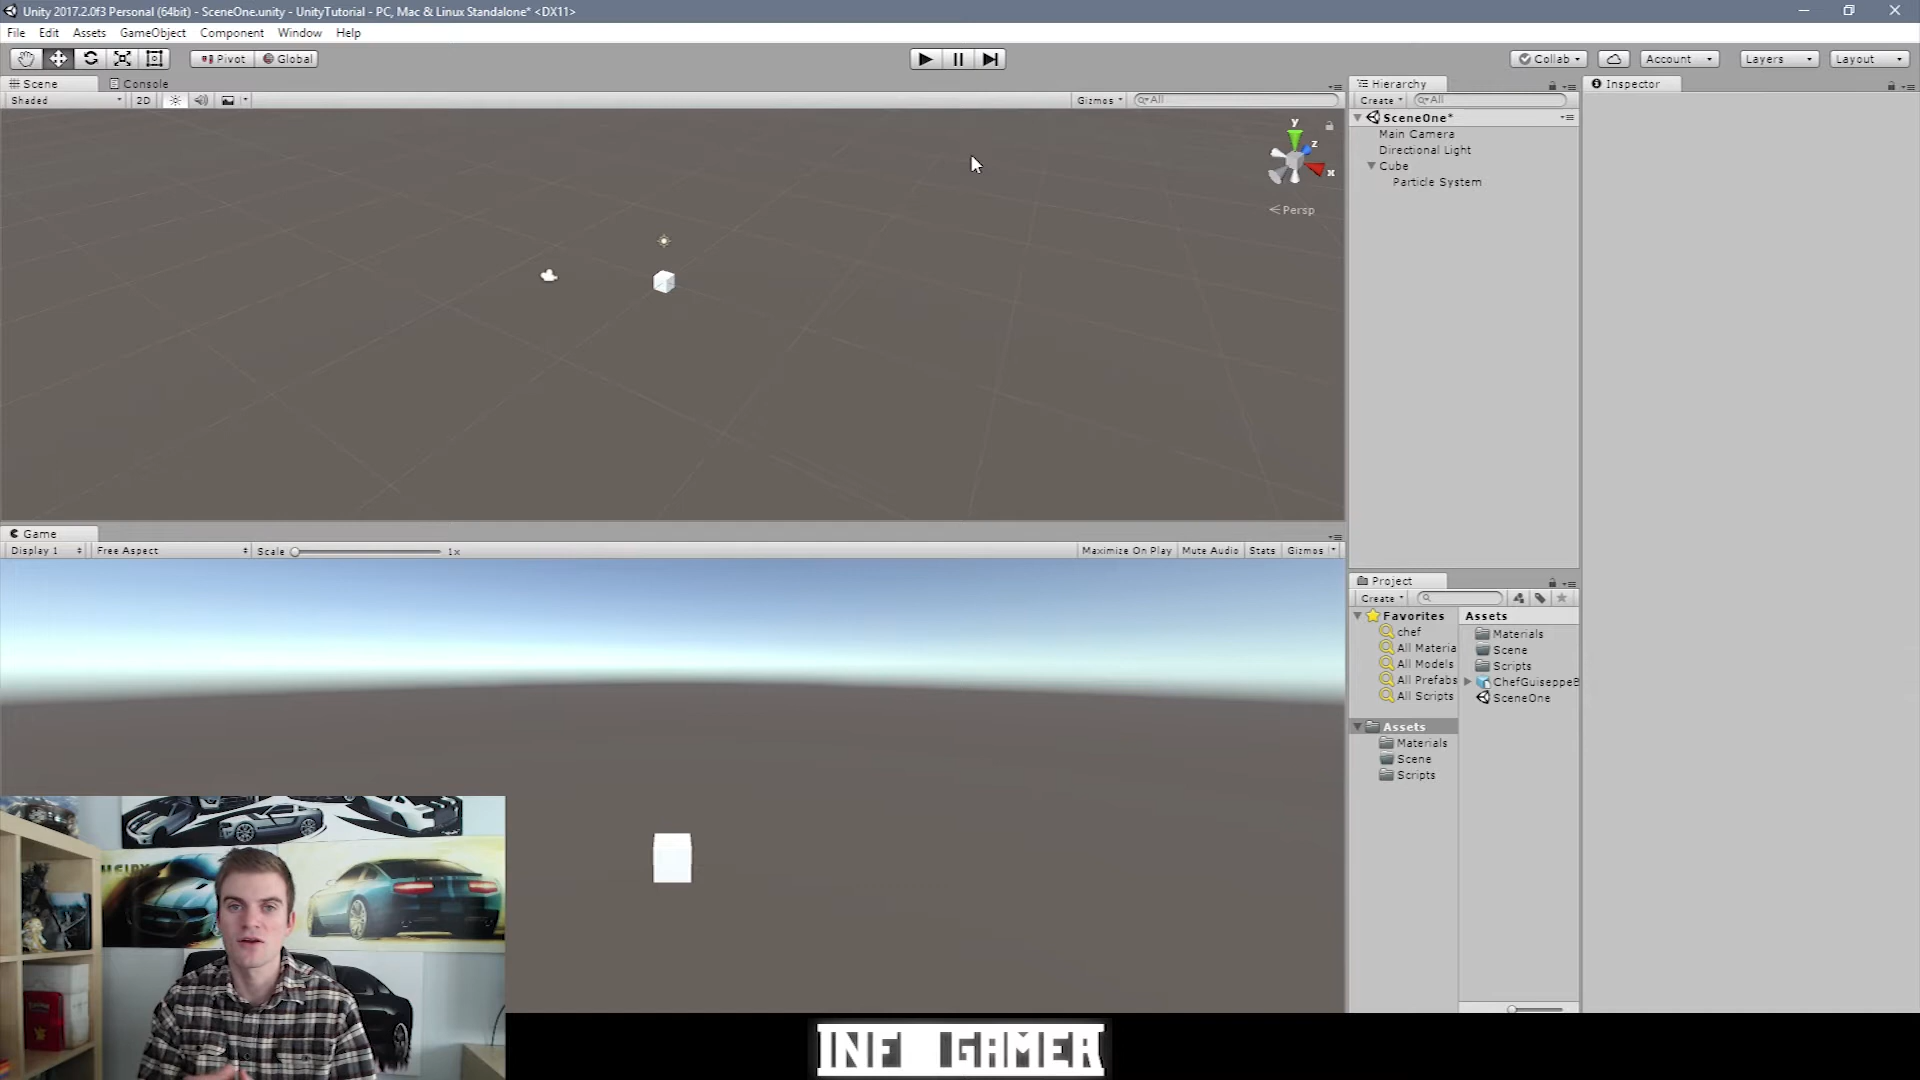 Unity 2017.2.0f3 Personal (64bit) - SceneOne.unity - UnityTutorial - PC, Mac & Linux Standalone* <DX11>
File Edit Assets GameObject Component Window Help
Pivot Global Collab Account Layers Layout
Scene Console
Shaded 2D Gizmos All
y
z
x
Persp
Hierarchy
Create All
SceneOne*
Main Camera
Directional Light
Cube
Particle System
Inspector
Game
Display 1 Free Aspect Scale 1x Maximize On Play Mute Audio Stats Gizmos
Project
Create
Favorites
chef
All Materia
All Models
All Prefabs
All Scripts
Assets
Materials
Scene
Scripts
Assets
Materials
Scene
Scripts
ChefGuiseppeB
SceneOne
INF GAMER